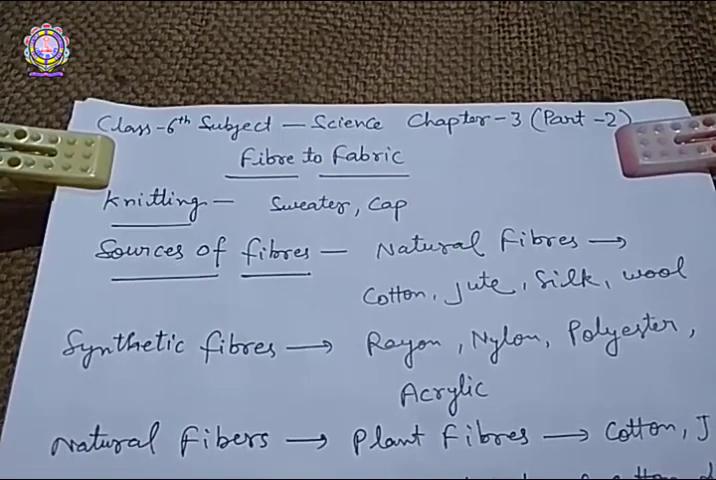 Class-6th Subject - Science Chapter-3 (Part-2)
Fibre to Fabric
Knitting - Sweater, Cap
Sources of fibres - Natural Fibres →
Cotton, Jute, Silk, wool
Synthetic fibres → Rayon, Nylon, Polyester,
Acrylic
Natural Fibers → Plant Fibres → Cotton, J